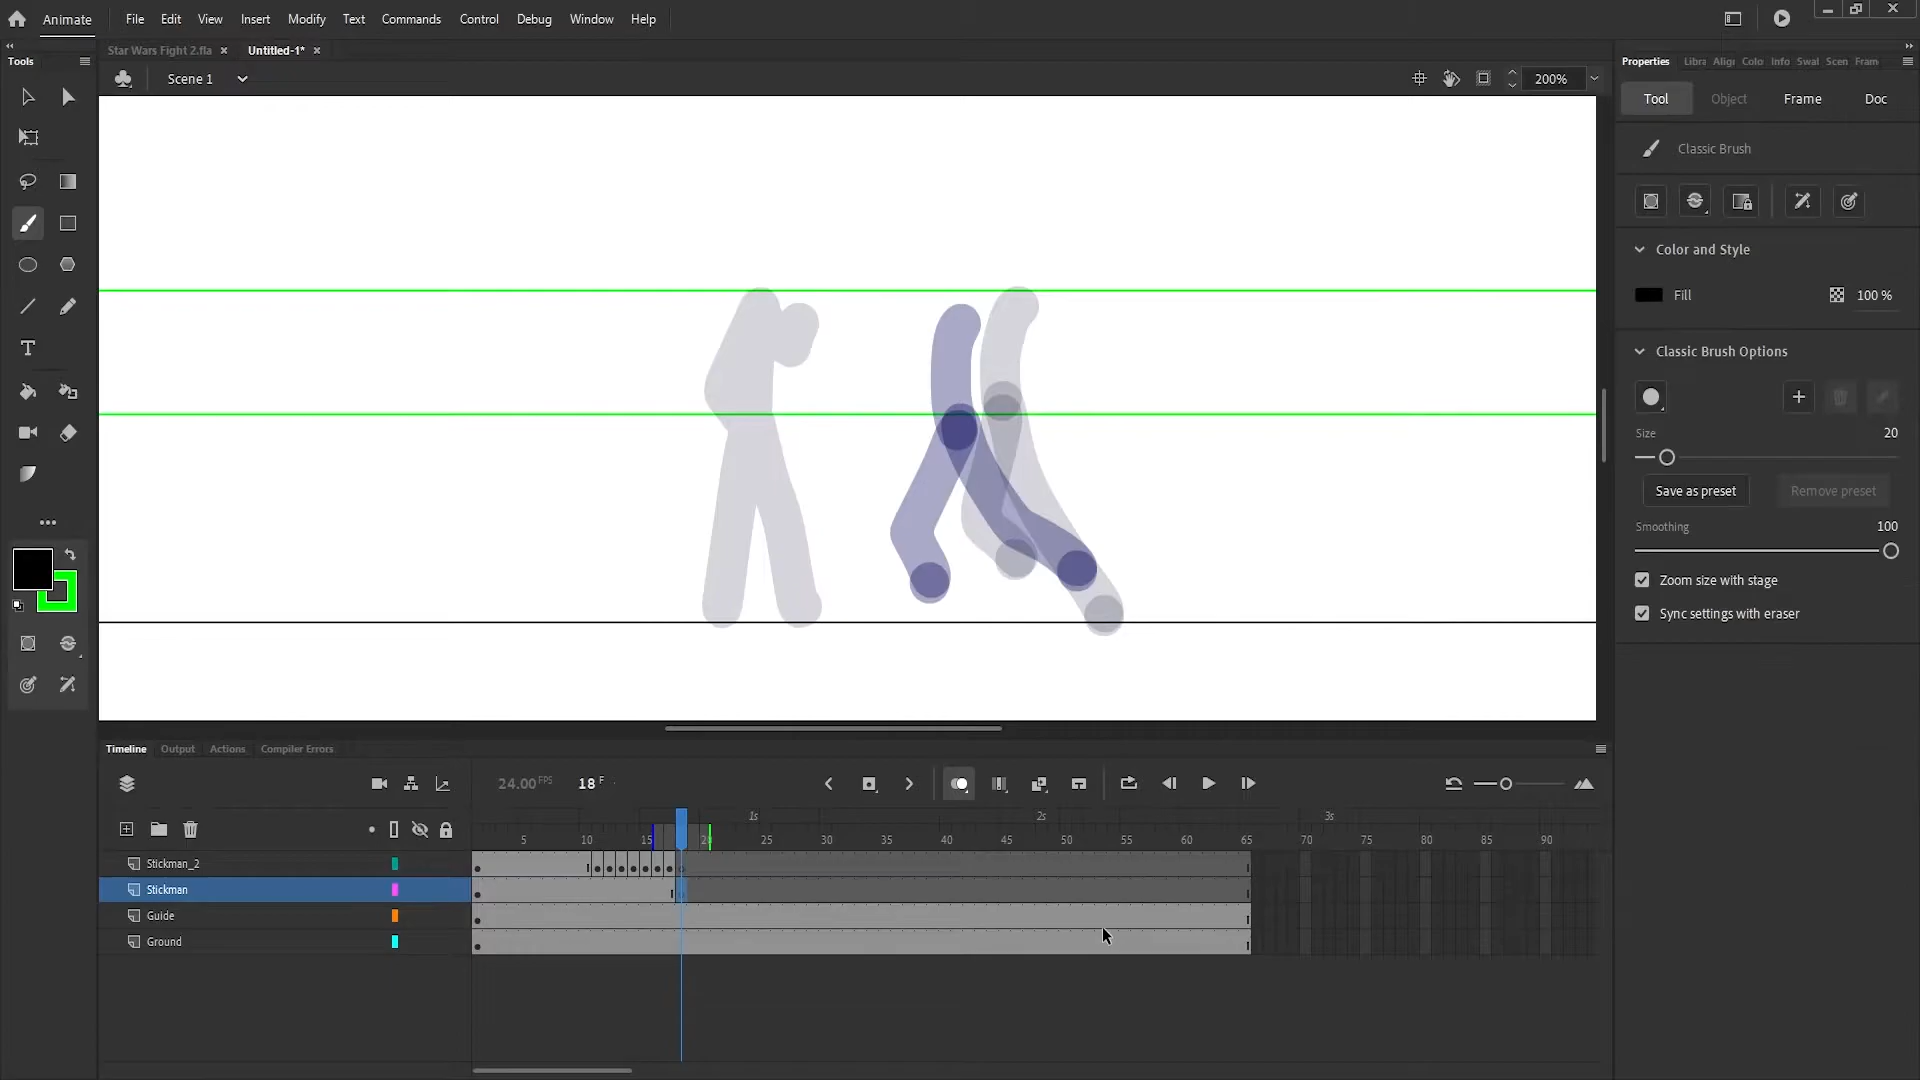 Animate File Edit View Insert Modify Text Commands Control Debug Window Help
Star Wars Fight 2.fla Untitled-1*
Tools
Scene 1 200%
Properties Libra Align Colo Info Swat Scen Fram
Tool Object Frame Doc
Classic Brush
Color and Style
Fill 100 %
Classic Brush Options
Size 20
Save as preset Remove preset
Smoothing 100
Zoom size with stage
Sync settings with eraser
Timeline Output Actions Compiler Errors
24.00 FPS 18 F
1s 2s 3s
5 10 15 20 25 30 35 40 45 50 55 60 65 70 75 80 85 90
Stickman_2
Stickman
Guide
Ground